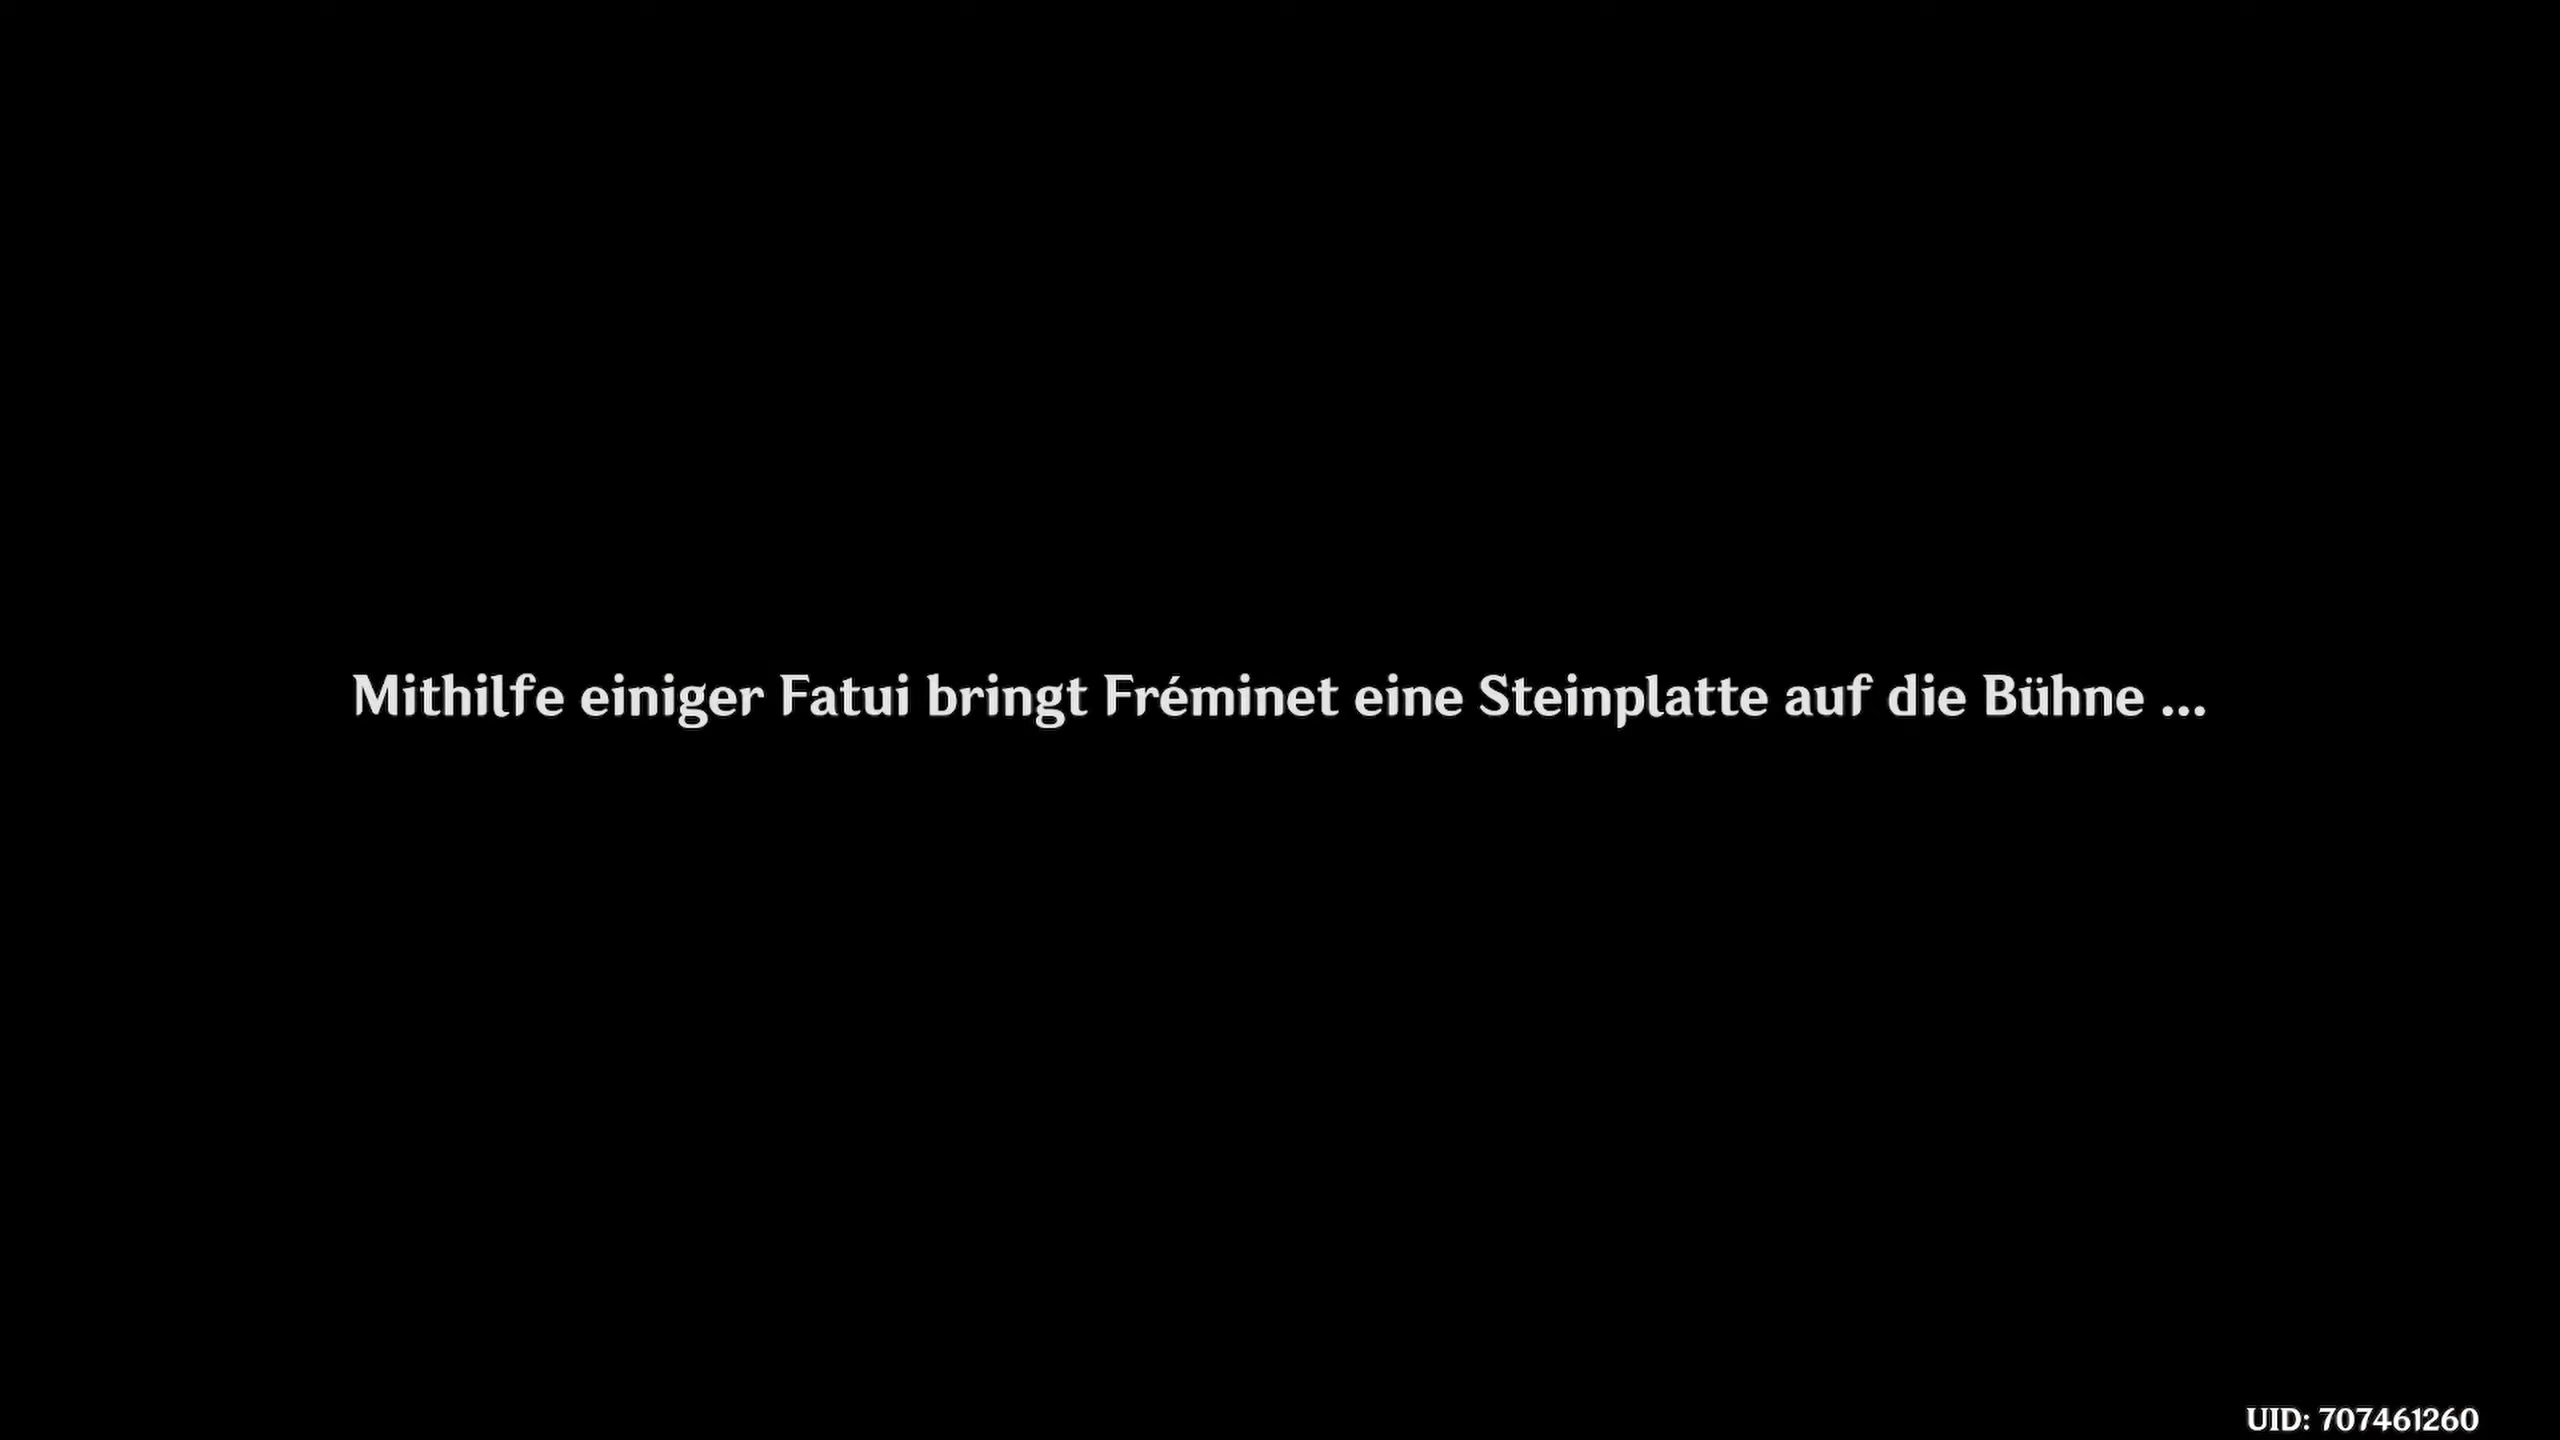 Mithilfe einiger Fatui bringt Fréminet eine Steinplatte auf die Bühne ...
UID: 707461260